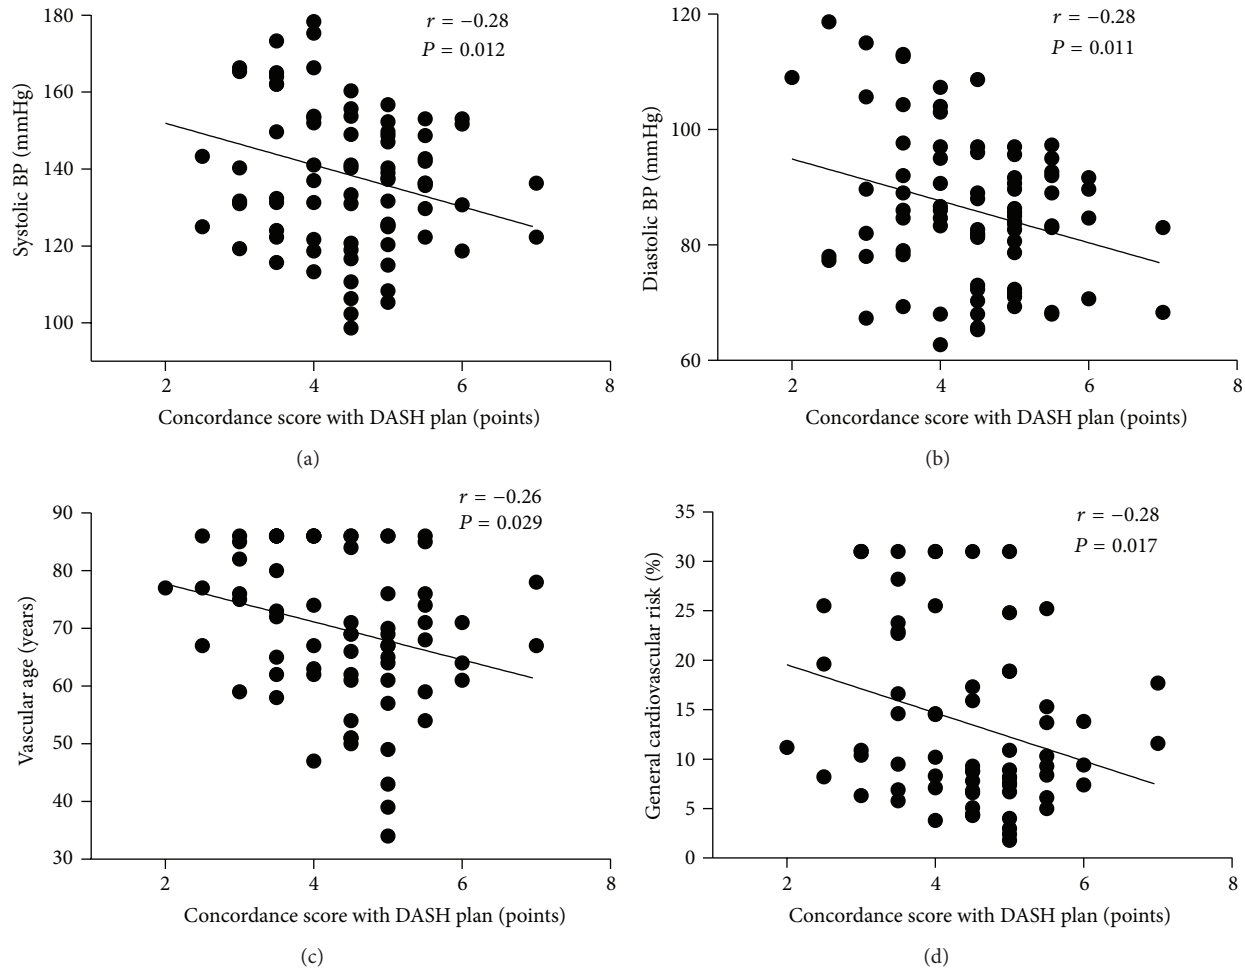 r = −0.28
P = 0.012
Systolic BP (mmHg)
180
160
140
120
100
2 4 6 8
Concordance score with DASH plan (points)
(a)
r = −0.28
P = 0.011
Diastolic BP (mmHg)
120
100
80
60
2 4 6 8
Concordance score with DASH plan (points)
(b)
r = −0.26
P = 0.029
Vascular age (years)
90
80
70
60
50
40
30
2 4 6 8
Concordance score with DASH plan (points)
(c)
r = −0.28
P = 0.017
General cardiovascular risk (%)
35
30
25
20
15
10
5
0
2 4 6 8
Concordance score with DASH plan (points)
(d)